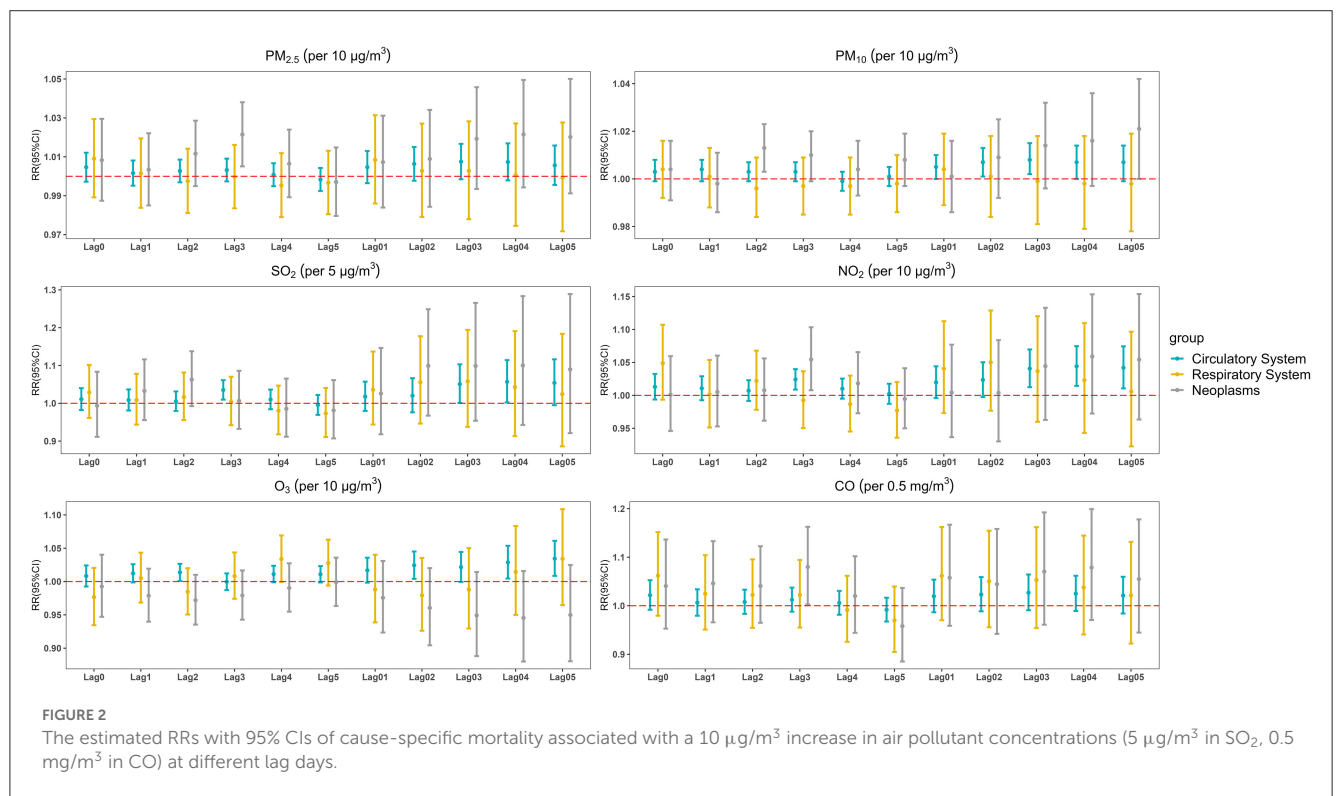 PM2.5 (per 10 μg/m3)
PM10 (per 10 μg/m3)
RR(95%CI)
1.05
1.03
1.01
0.99
0.97
Lag0 Lag1 Lag2 Lag3 Lag4 Lag5 Lag01 Lag02 Lag03 Lag04 Lag05
RR(95%CI)
1.04
1.02
1.00
0.98
Lag0 Lag1 Lag2 Lag3 Lag4 Lag5 Lag01 Lag02 Lag03 Lag04 Lag05
SO2 (per 5 μg/m3)
NO2 (per 10 μg/m3)
RR(95%CI)
1.3
1.2
1.1
1.0
0.9
Lag0 Lag1 Lag2 Lag3 Lag4 Lag5 Lag01 Lag02 Lag03 Lag04 Lag05
RR(95%CI)
1.15
1.10
1.05
1.00
0.95
Lag0 Lag1 Lag2 Lag3 Lag4 Lag5 Lag01 Lag02 Lag03 Lag04 Lag05
group
Circulatory System
Respiratory System
Neoplasms
O3 (per 10 μg/m3)
CO (per 0.5 mg/m3)
RR(95%CI)
1.10
1.05
1.00
0.95
0.90
Lag0 Lag1 Lag2 Lag3 Lag4 Lag5 Lag01 Lag02 Lag03 Lag04 Lag05
RR(95%CI)
1.2
1.1
1.0
0.9
Lag0 Lag1 Lag2 Lag3 Lag4 Lag5 Lag01 Lag02 Lag03 Lag04 Lag05
FIGURE 2
The estimated RRs with 95% CIs of cause-specific mortality associated with a 10 μg/m3 increase in air pollutant concentrations (5 μg/m3 in SO2, 0.5
mg/m3 in CO) at different lag days.